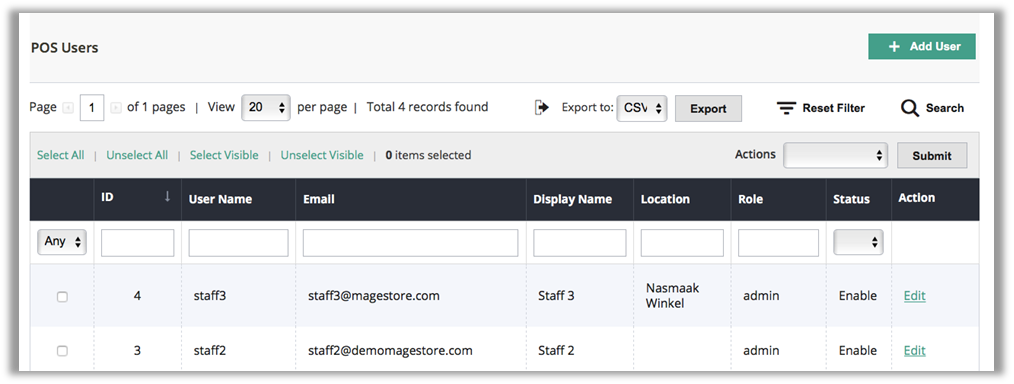 POS Users
+ Add User
Page 1 of 1 pages | View 20 per page | Total 4 records found Export to: CSV Export Reset Filter Search
Select All | Unselect All | Select Visible | Unselect Visible | 0 items selected Actions Submit
ID ↓ User Name Email Display Name Location Role Status Action
Any
4 staff3 staff3@magestore.com Staff 3 Nasmaak Winkel admin Enable Edit
3 staff2 staff2@demomagestore.com Staff 2 admin Enable Edit